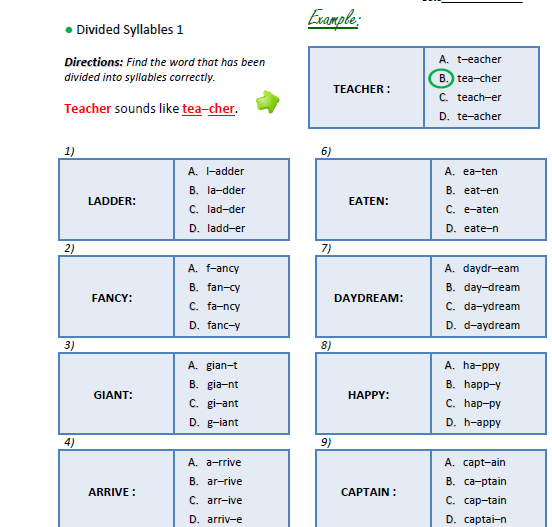 Example:
● Divided Syllables 1
Directions: Find the word that has been
divided into syllables correctly.
Teacher sounds like tea–cher.
TEACHER :
A. t–eacher
B. tea–cher
C. teach–er
D. te–acher
1)
LADDER:
A. l–adder
B. la–dder
C. lad–der
D. ladd–er
2)
FANCY:
A. f–ancy
B. fan–cy
C. fa–ncy
D. fanc–y
3)
GIANT:
A. gian–t
B. gia–nt
C. gi–ant
D. g–iant
4)
ARRIVE :
A. a–rrive
B. ar–rive
C. arr–ive
D. arriv–e
6)
EATEN:
A. ea–ten
B. eat–en
C. e–aten
D. eate–n
7)
DAYDREAM:
A. daydr–eam
B. day–dream
C. da–ydream
D. d–aydream
8)
HAPPY:
A. ha–ppy
B. happ–y
C. hap–py
D. h–appy
9)
CAPTAIN :
A. capt–ain
B. ca–ptain
C. cap–tain
D. captai–n